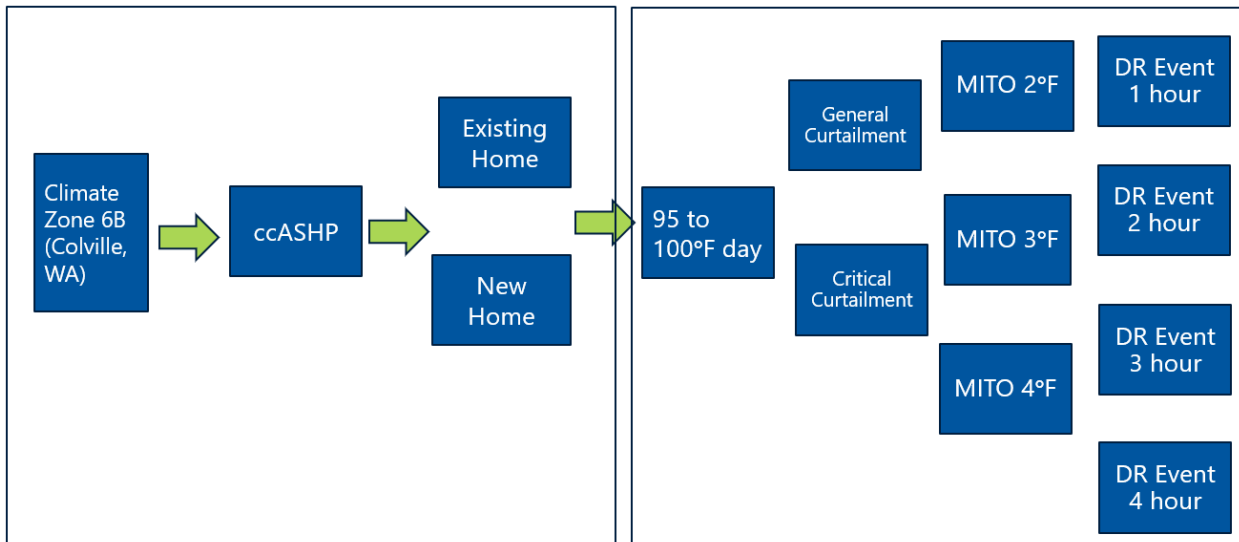 Climate
Zone 6B
(Colville,
WA)
ccASHP
Existing
Home
New
Home
95 to
100°F day
General
Curtailment
Critical
Curtailment
MITO 2°F
MITO 3°F
MITO 4°F
DR Event
1 hour
DR Event
2 hour
DR Event
3 hour
DR Event
4 hour